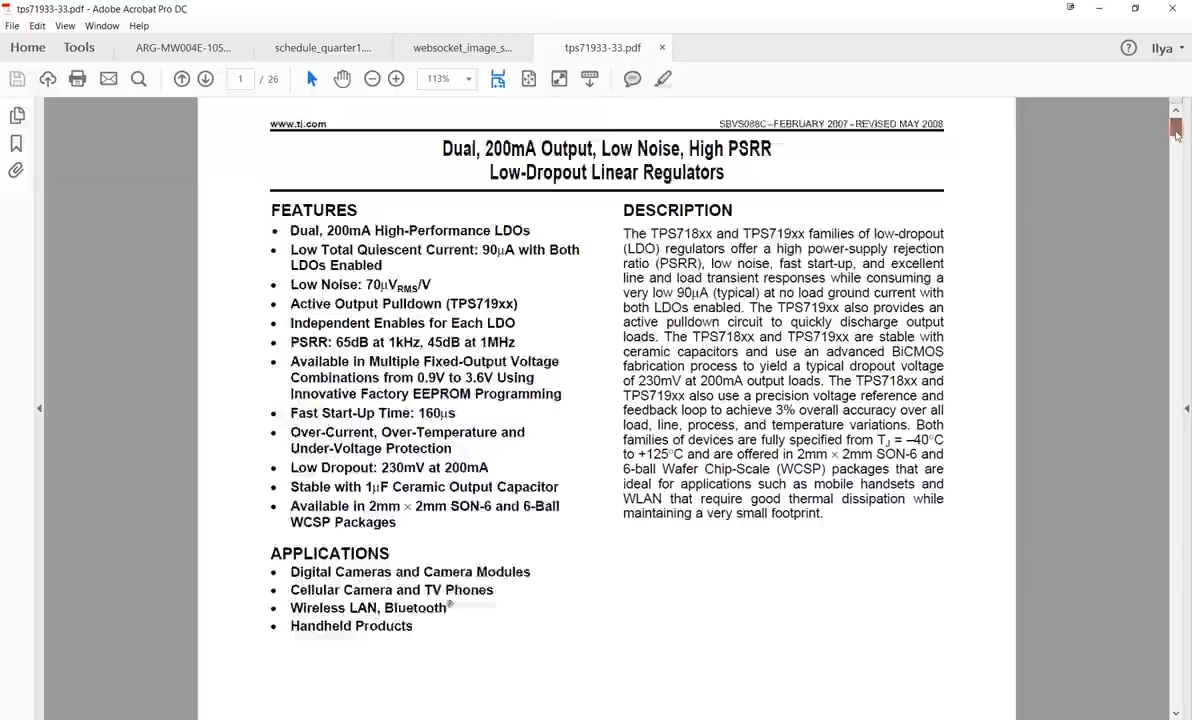 tps71933-33.pdf - Adobe Acrobat Pro DC
File Edit View Window Help
Home Tools ARG-MW004E-105... schedule_quarter1.... websocket_image_s... tps71933-33.pdf × Ilya
1 / 26 113%
www.ti.com SBVS088C–FEBRUARY 2007–REVISED MAY 2008
Dual, 200mA Output, Low Noise, High PSRR
Low-Dropout Linear Regulators
FEATURES
• Dual, 200mA High-Performance LDOs
• Low Total Quiescent Current: 90μA with Both
LDOs Enabled
• Low Noise: 70μVRMS/V
• Active Output Pulldown (TPS719xx)
• Independent Enables for Each LDO
• PSRR: 65dB at 1kHz, 45dB at 1MHz
• Available in Multiple Fixed-Output Voltage
Combinations from 0.9V to 3.6V Using
Innovative Factory EEPROM Programming
• Fast Start-Up Time: 160μs
• Over-Current, Over-Temperature and
Under-Voltage Protection
• Low Dropout: 230mV at 200mA
• Stable with 1μF Ceramic Output Capacitor
• Available in 2mm × 2mm SON-6 and 6-Ball
WCSP Packages
APPLICATIONS
• Digital Cameras and Camera Modules
• Cellular Camera and TV Phones
• Wireless LAN, Bluetooth®
• Handheld Products
DESCRIPTION
The TPS718xx and TPS719xx families of low-dropout
(LDO) regulators offer a high power-supply rejection
ratio (PSRR), low noise, fast start-up, and excellent
line and load transient responses while consuming a
very low 90μA (typical) at no load ground current with
both LDOs enabled. The TPS719xx also provides an
active pulldown circuit to quickly discharge output
loads. The TPS718xx and TPS719xx are stable with
ceramic capacitors and use an advanced BiCMOS
fabrication process to yield a typical dropout voltage
of 230mV at 200mA output loads. The TPS718xx and
TPS719xx also use a precision voltage reference and
feedback loop to achieve 3% overall accuracy over all
load, line, process, and temperature variations. Both
families of devices are fully specified from TJ = –40°C
to +125°C and are offered in 2mm × 2mm SON-6 and
6-ball Wafer Chip-Scale (WCSP) packages that are
ideal for applications such as mobile handsets and
WLAN that require good thermal dissipation while
maintaining a very small footprint.